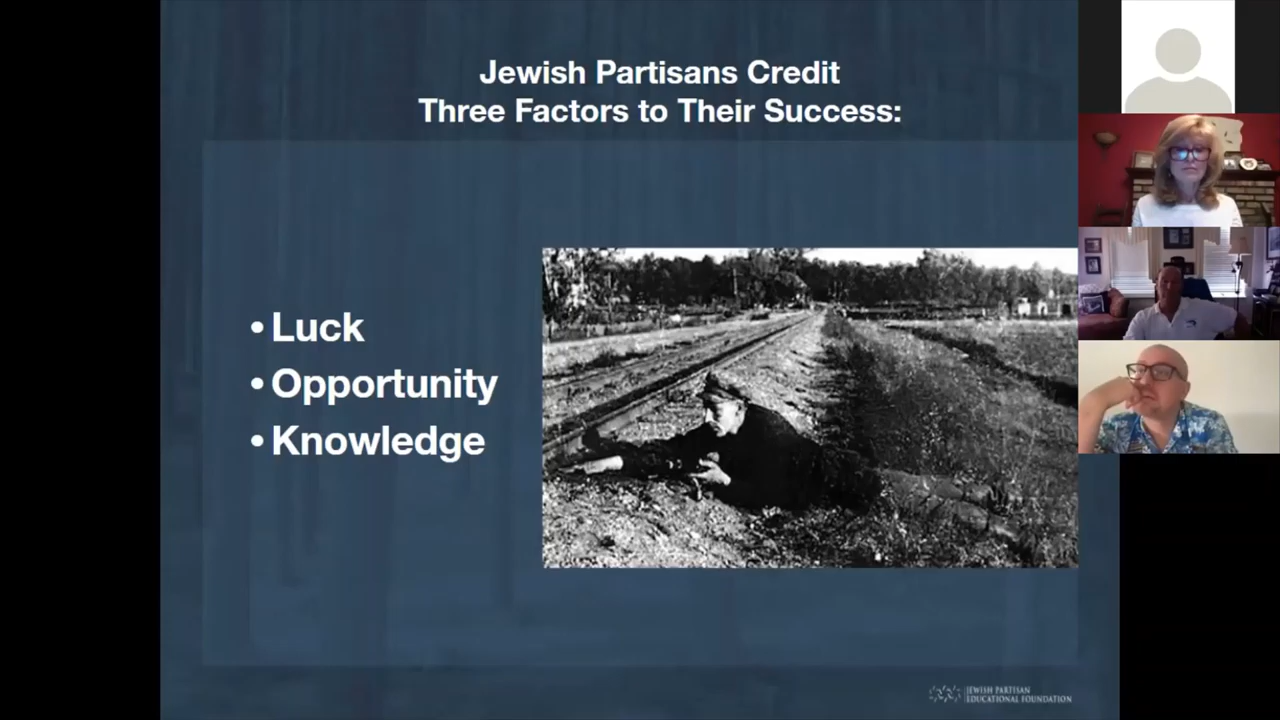 Jewish Partisans Credit
Three Factors to Their Success:
• Luck
• Opportunity
• Knowledge
JEWISH PARTISAN
EDUCATIONAL FOUNDATION